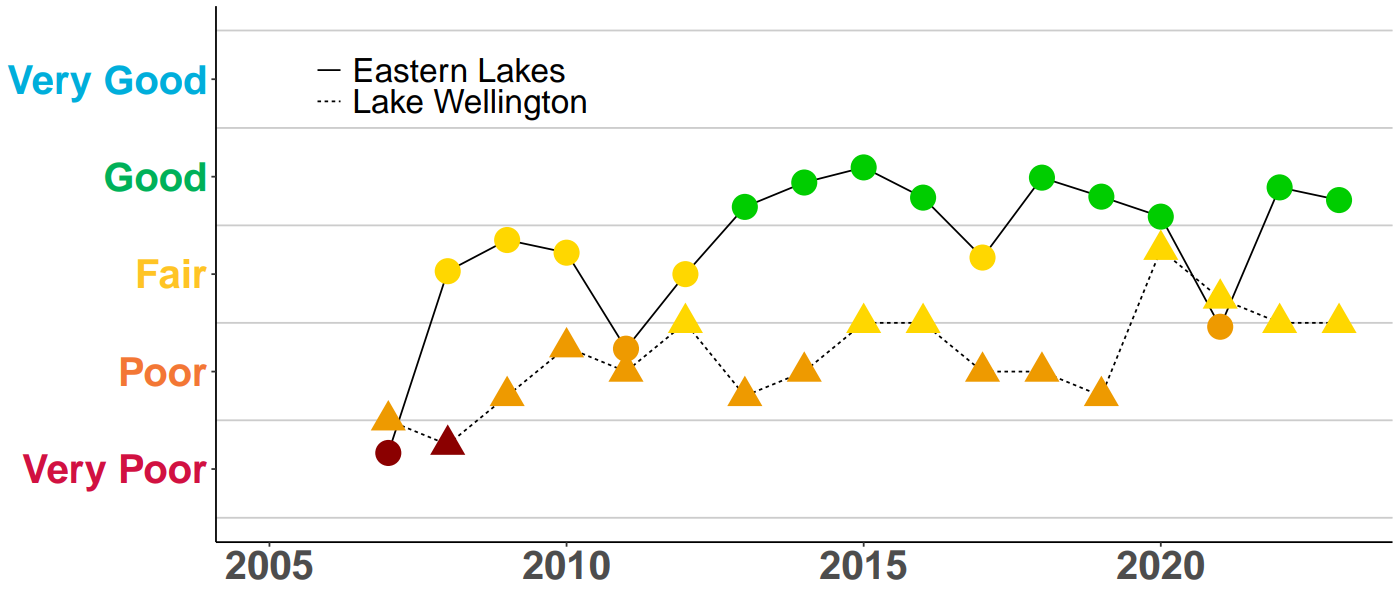 Very Good
Good
Fair
Poor
Very Poor
Eastern Lakes
Lake Wellington
2005
2010
2015
2020